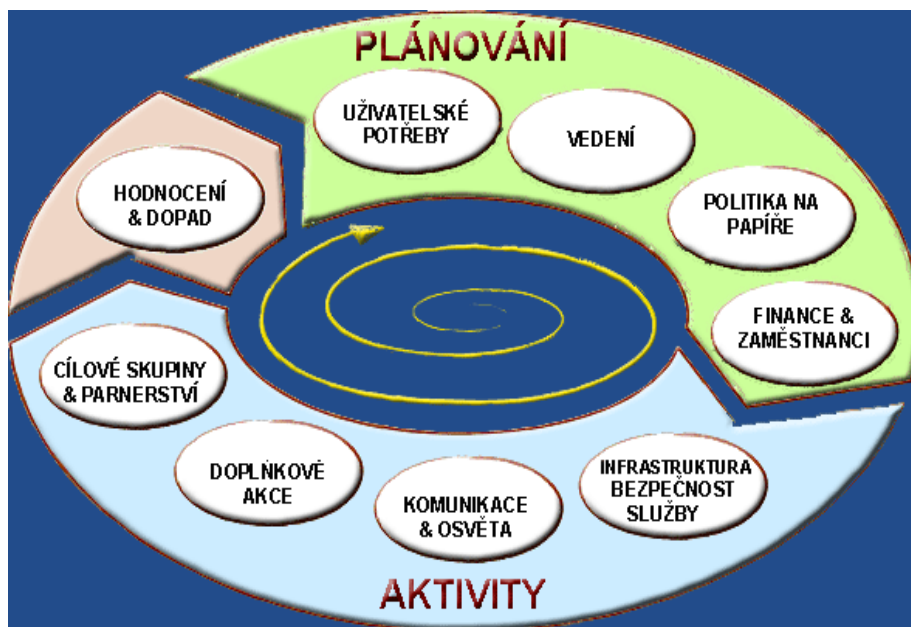 PLÁNOVÁNÍ
UŽIVATELSKÉ
POTŘEBY
VEDENÍ
POLITIKA NA
PAPÍŘE
FINANCE &
ZAMĚSTNANCI
INFRASTRUKTURA
BEZPEČNOST
SLUŽBY
KOMUNIKACE
& OSVĚTA
DOPLŇKOVÉ
AKCE
CÍLOVÉ SKUPINY
& PARNERSTVÍ
HODNOCENÍ
& DOPAD
AKTIVITY